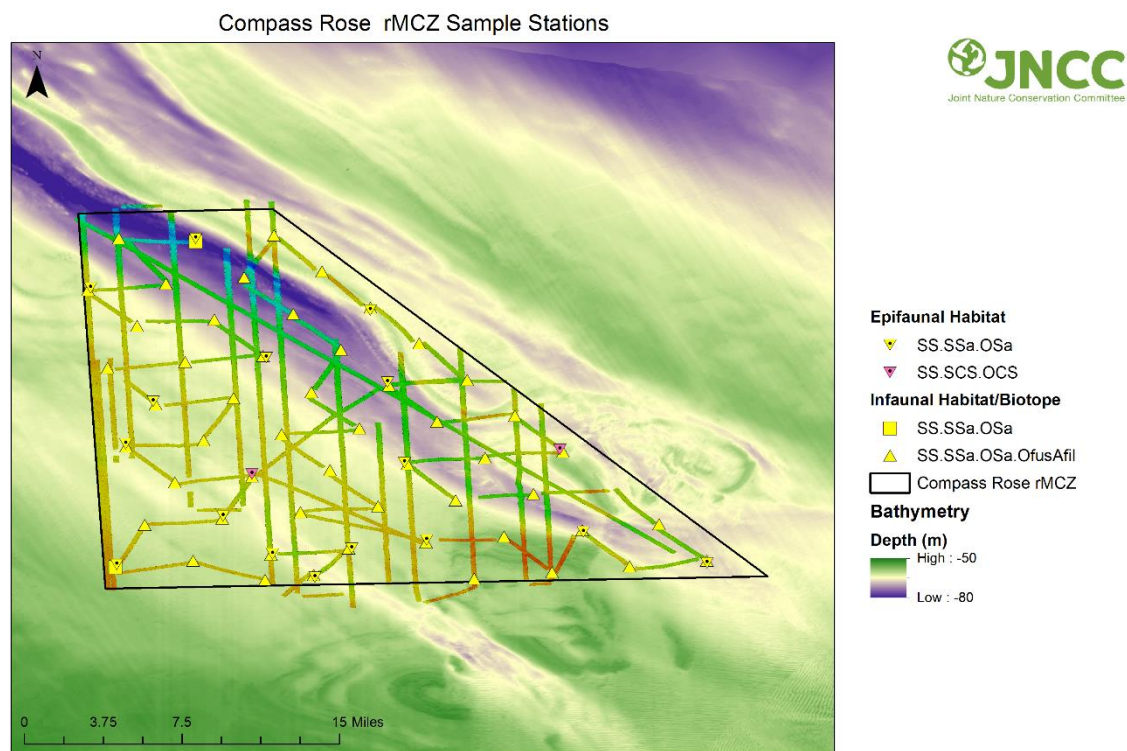 Compass Rose rMCZ Sample Stations
N
JNCC
Joint Nature Conservation Committee
Epifaunal Habitat
SS.SSa.OSa
SS.SCS.OCS
Infaunal Habitat/Biotope
SS.SSa.OSa
SS.SSa.OSa.OfusAfil
Compass Rose rMCZ
Bathymetry
Depth (m)
High : -50
Low : -80
0 3.75 7.5 15 Miles